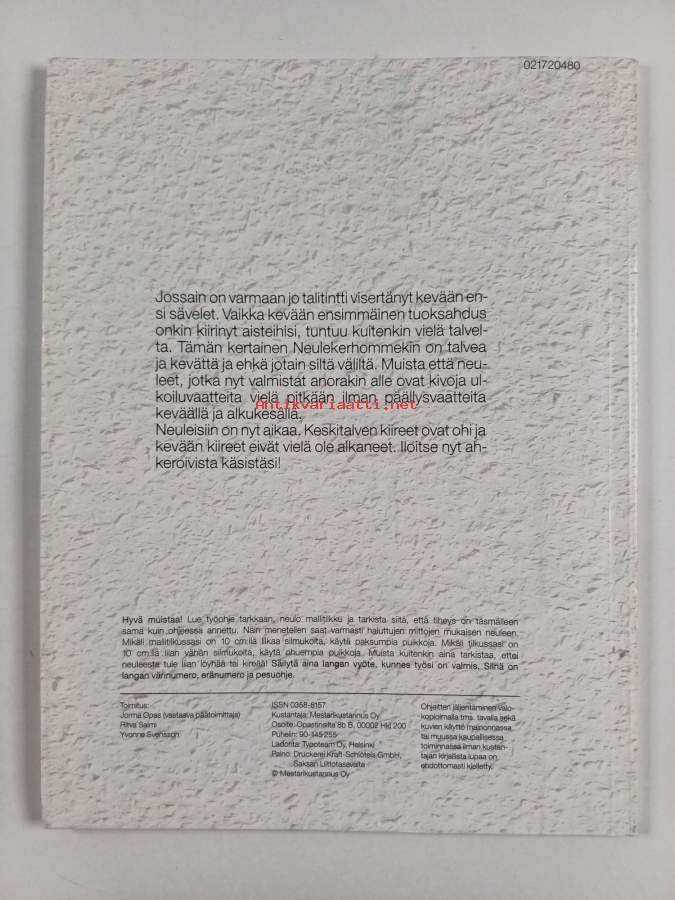 021720480
Jossain on varmaan jo talitintti visertänyt kevään en-
si sävelet. Vaikka kevään ensimmäinen tuoksahdus
onkin kiirinyt aisteihisi, tuntuu kuitenkin vielä talvel-
ta. Tämän kertainen Neulekerhommekin on talvea
ja kevättä ja ehkä jotain siltä väliltä. Muista että neu-
leet, jotka nyt valmistat anorakin alle ovat kivoja ul-
koiluvaatteita vielä pitkään ilman päällysvaatteita
Antikvariaatti.net
keväällä ja alkukesällä.
Neuleisiin on nyt aikaa. Keskitalven kiireet ovat ohi ja
kevään kiireet eivät vielä ole alkaneet. Iloitse nyt ah-
keroivista käsistäsi!
Hyvä muistaa! Lue työohje tarkkaan, neulo mallitilkku ja tarkista siitä, että tiheys on täsmälleen
sama kuin ohjeessa annettu. Näin menetellen saat varmasti haluttujen mittojen mukaisen neuleen.
Mikäli mallitilkussasi on 10 cm:llä liikaa silmukoita, käytä paksumpia puikkoja. Mikäli tilkussasi on
10 cm:llä liian vähän silmukoita, käytä ohuempia puikkoja. Muista kuitenkin aina tarkistaa, ettei
neuleesta tule liian löyhää tai kireää! Säilytä aina langan vyöte, kunnes työsi on valmis. Siinä on
langan värinumero, eränumero ja pesuohje.
Toimitus:
Jorma Opas (vastaava päätoimittaja)
Ritva Salmi
Yvonne Svensson
ISSN 0358-8157
Kustantaja: Mestarikustannus Oy
Osoite: Opastinsilta 8b B, 00002 Hki 200
Puhelin: 90-145 255
Ladonta: Typoteam Oy, Helsinki
Paino: Druckerei Kraft-Schlötels GmbH,
Saksan Liittotasavalta
© Mestarikustannus Oy
Ohjeitten jäljentäminen valo-
kopioimalla tms. tavalla sekä
kuvien käyttö mainonnassa
tai muussa kaupallisessa
toiminnassa ilman kustan-
tajan kirjallista lupaa on
ehdottomasti kielletty.